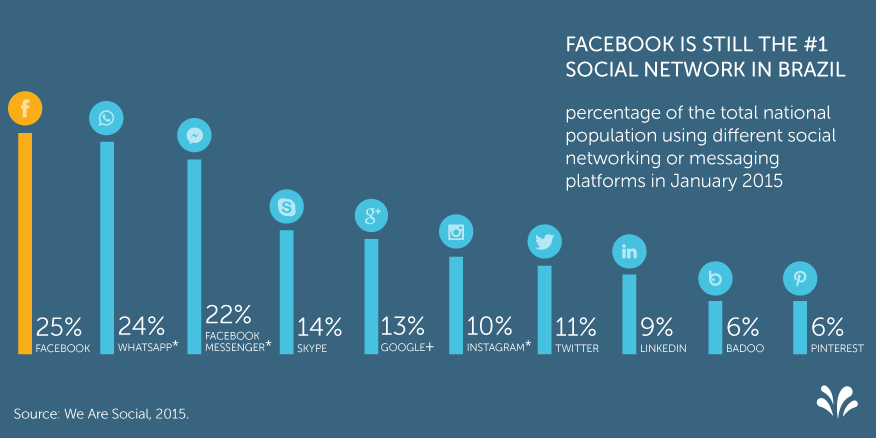 FACEBOOK IS STILL THE #1
SOCIAL NETWORK IN BRAZIL
percentage of the total national
population using different social
networking or messaging
platforms in January 2015
25%
FACEBOOK
24%
WHATSAPP*
22%
FACEBOOK
MESSENGER*
14%
SKYPE
13%
GOOGLE+
10%
INSTAGRAM*
11%
TWITTER
9%
LINKEDIN
6%
BADOO
6%
PINTEREST
Source: We Are Social, 2015.